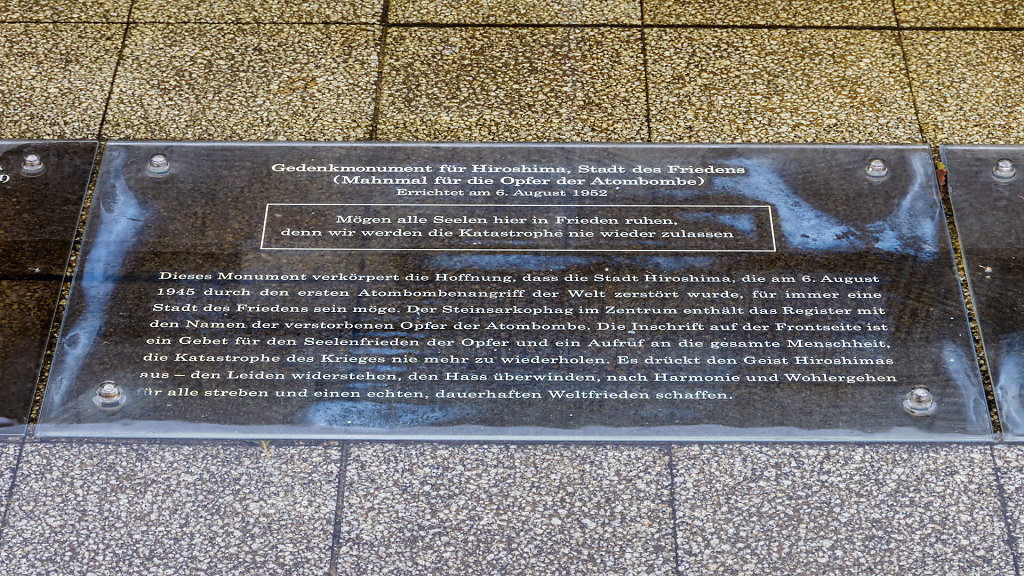 Gedenkmonument für Hiroshima, Stadt des Friedens
(Mahnmal für die Opfer der Atombombe)
Errichtet am 6. August 1952
Mögen alle Seelen hier in Frieden ruhen,
denn wir werden die Katastrophe nie wieder zulassen
Dieses Monument verkörpert die Hoffnung, dass die Stadt Hiroshima, die am 6. August
1945 durch den ersten Atombombenangriff der Welt zerstört wurde, für immer eine
Stadt des Friedens sein möge. Der Steinsarkophag im Zentrum enthält das Register mit
den Namen der verstorbenen Opfer der Atombombe. Die Inschrift auf der Frontseite ist
ein Gebet für den Seelenfrieden der Opfer und ein Aufruf an die gesamte Menschheit,
die Katastrophe des Krieges nie mehr zu wiederholen. Es drückt den Geist Hiroshimas
aus – den Leiden widerstehen, den Hass überwinden, nach Harmonie und Wohlergehen
für alle streben und einen echten, dauerhaften Weltfrieden schaffen.